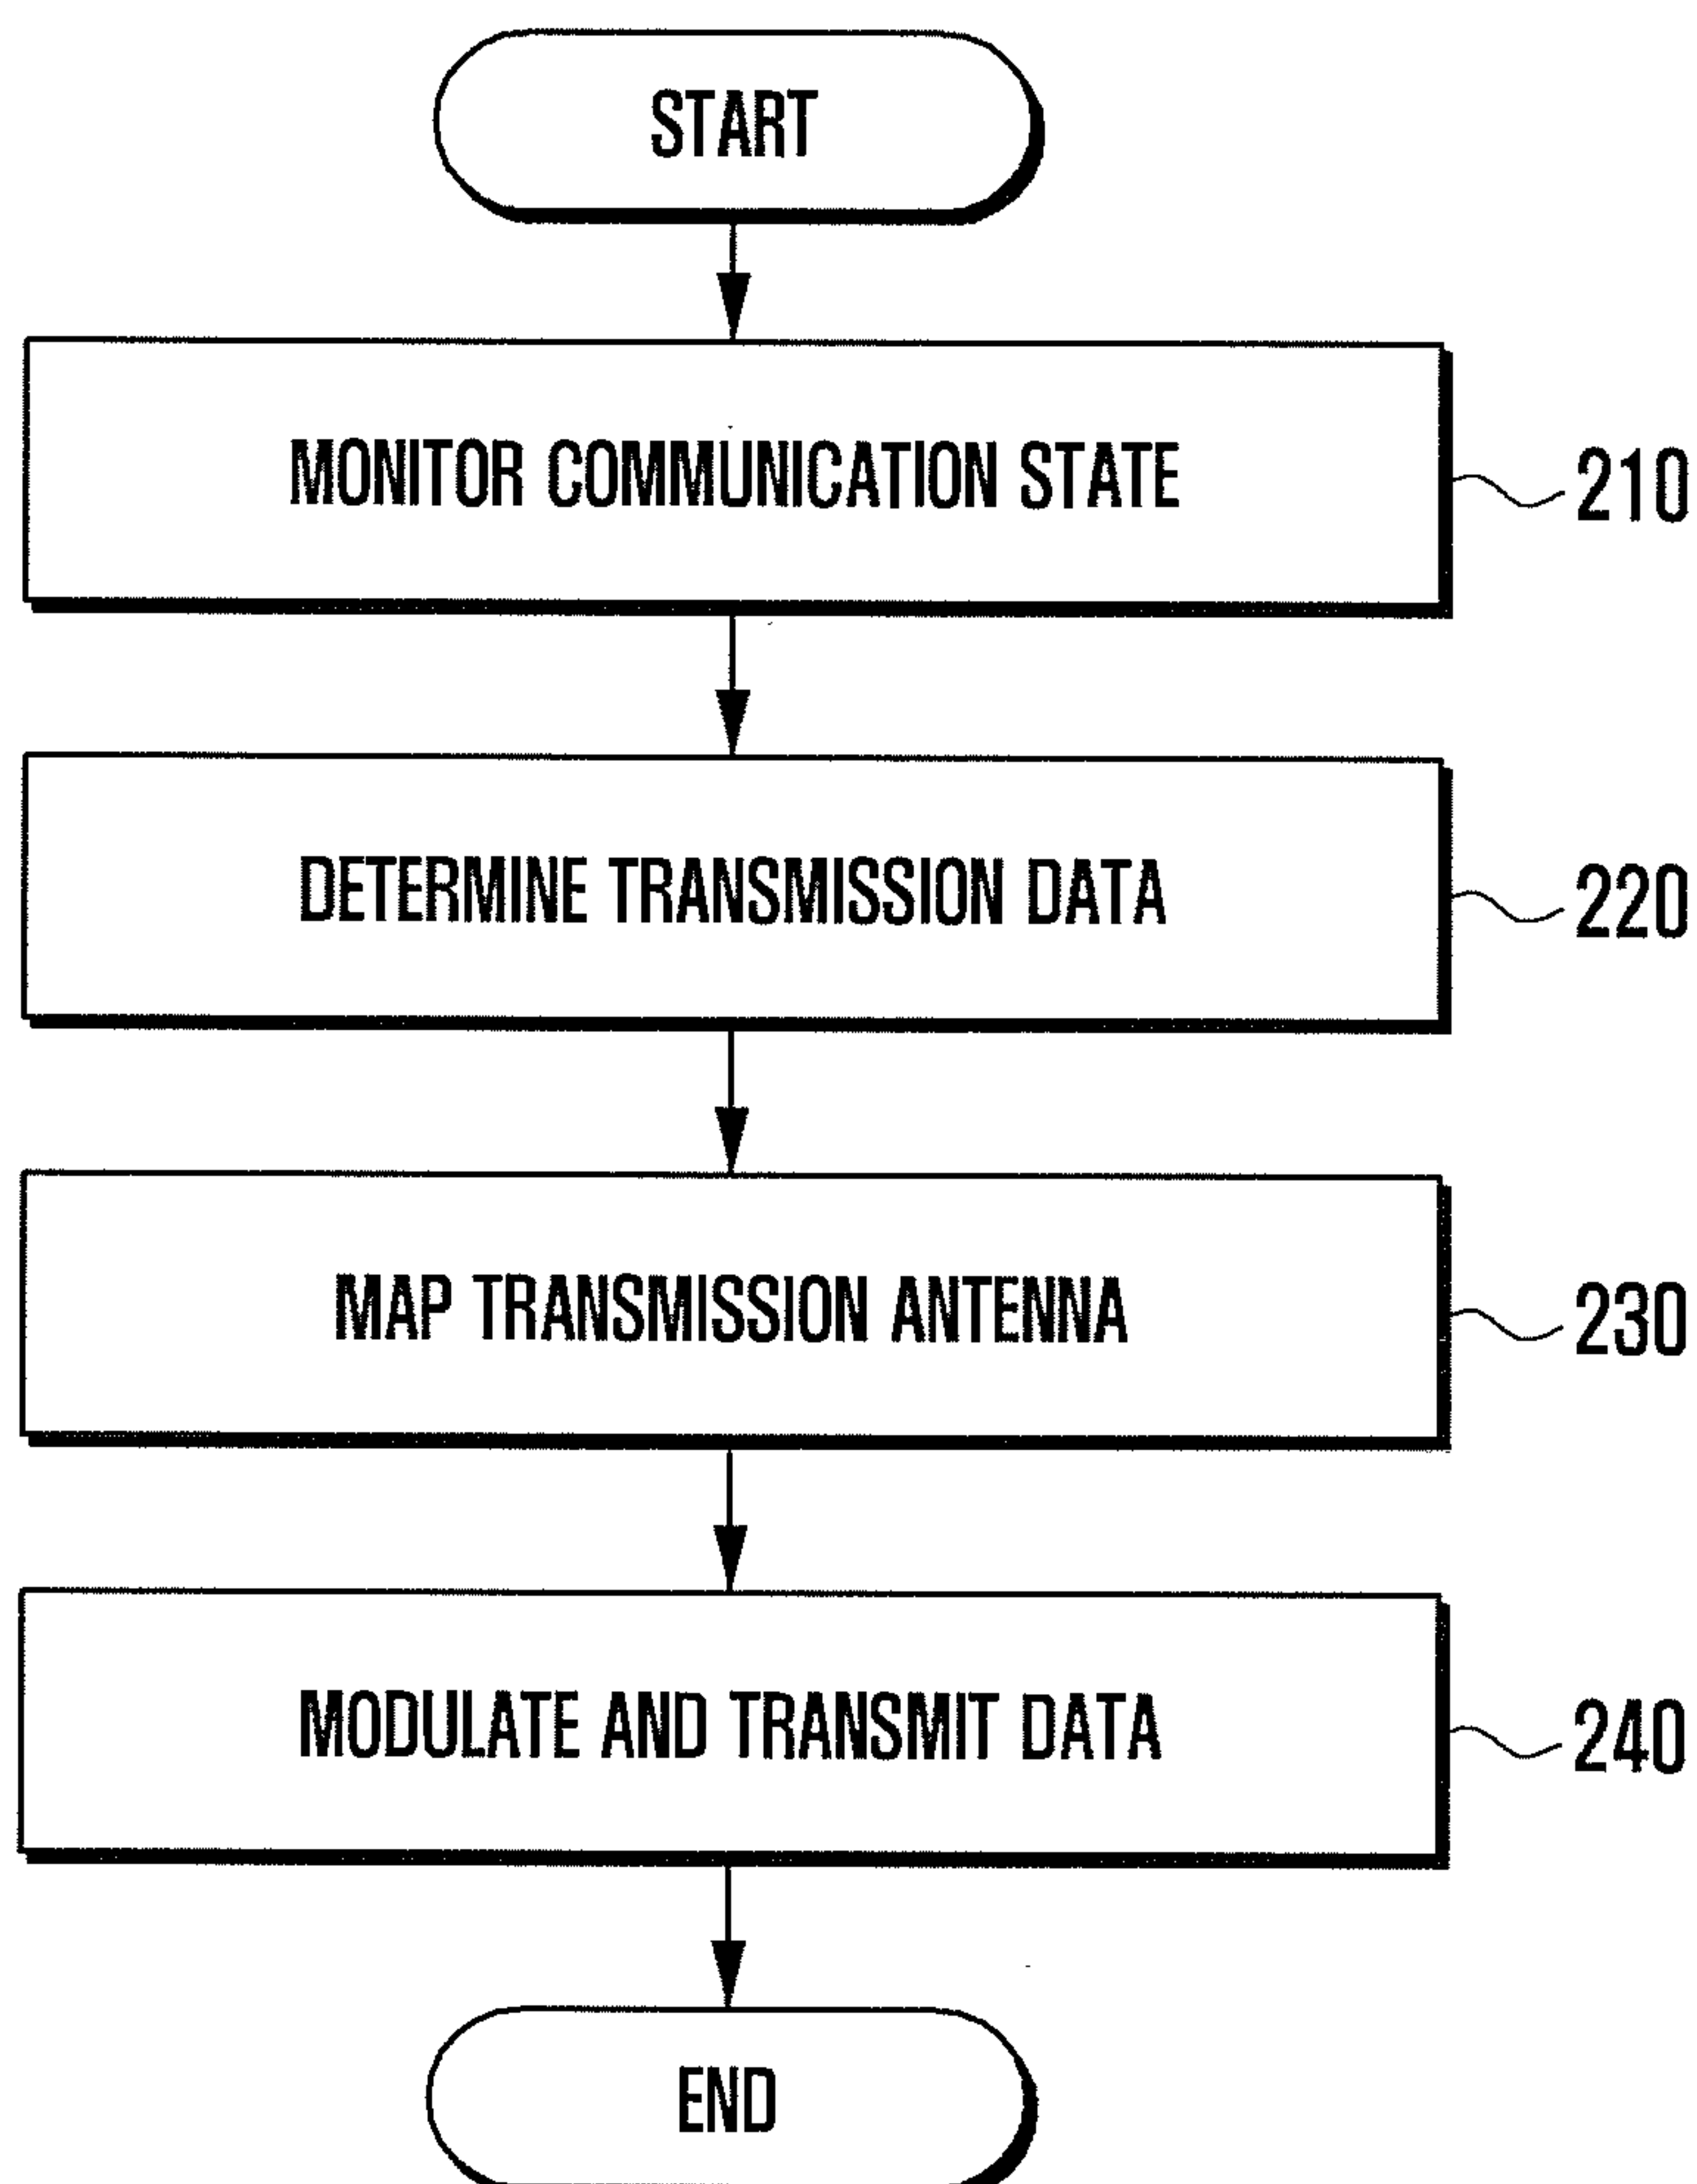 START
MONITOR COMMUNICATION STATE
210
DETERMINE TRANSMISSION DATA
220
MAP TRANSMISSION ANTENNA
230
MODULATE AND TRANSMIT DATA
240
END